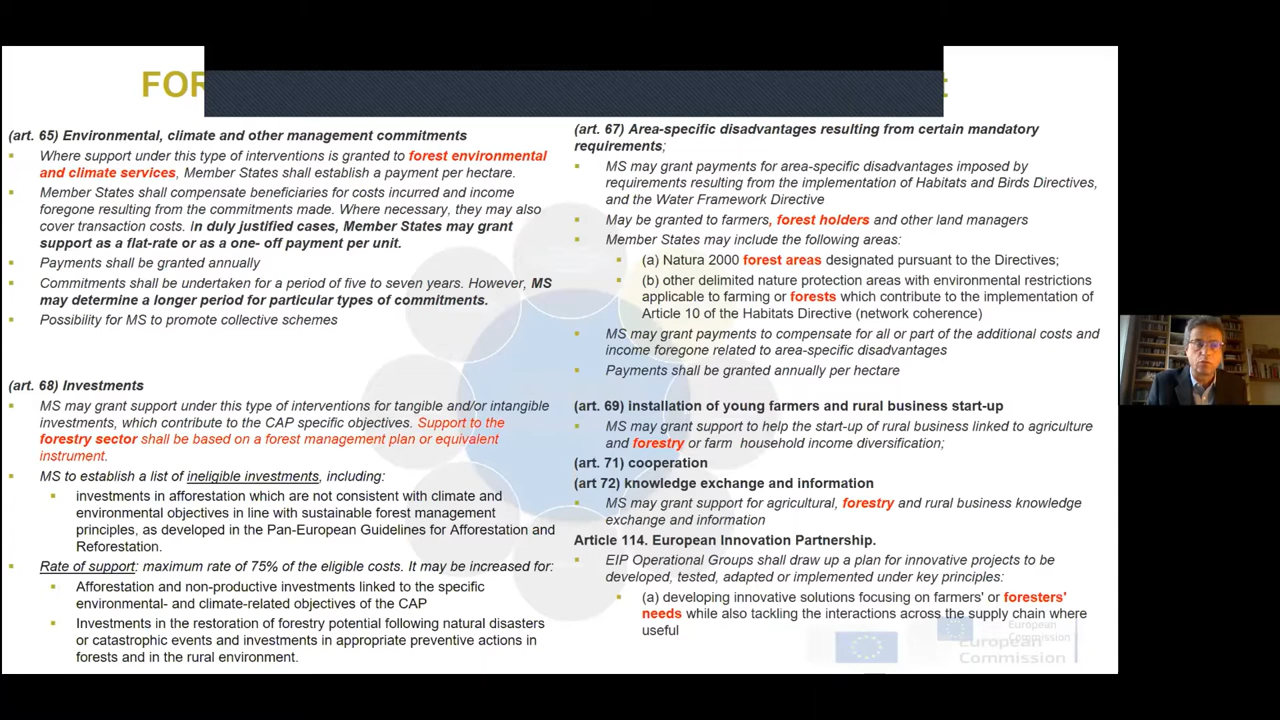 FOR
(art. 65) Environmental, climate and other management commitments
Where support under this type of interventions is granted to forest environmental
and climate services, Member States shall establish a payment per hectare.
Member States shall compensate beneficiaries for costs incurred and income
foregone resulting from the commitments made. Where necessary, they may also
cover transaction costs. In duly justified cases, Member States may grant
support as a flat-rate or as a one- off payment per unit.
Payments shall be granted annually
Commitments shall be undertaken for a period of five to seven years. However, MS
may determine a longer period for particular types of commitments.
Possibility for MS to promote collective schemes
(art. 68) Investments
MS may grant support under this type of interventions for tangible and/or intangible
investments, which contribute to the CAP specific objectives. Support to the
forestry sector shall be based on a forest management plan or equivalent
instrument.
MS to establish a list of ineligible investments, including:
investments in afforestation which are not consistent with climate and
environmental objectives in line with sustainable forest management
principles, as developed in the Pan-European Guidelines for Afforestation and
Reforestation.
Rate of support: maximum rate of 75% of the eligible costs. It may be increased for:
Afforestation and non-productive investments linked to the specific
environmental- and climate-related objectives of the CAP
Investments in the restoration of forestry potential following natural disasters
or catastrophic events and investments in appropriate preventive actions in
forests and in the rural environment.
(art. 67) Area-specific disadvantages resulting from certain mandatory
requirements;
MS may grant payments for area-specific disadvantages imposed by
requirements resulting from the implementation of Habitats and Birds Directives,
and the Water Framework Directive
May be granted to farmers, forest holders and other land managers
Member States may include the following areas:
(a) Natura 2000 forest areas designated pursuant to the Directives;
(b) other delimited nature protection areas with environmental restrictions
applicable to farming or forests which contribute to the implementation of
Article 10 of the Habitats Directive (network coherence)
MS may grant payments to compensate for all or part of the additional costs and
income foregone related to area-specific disadvantages
Payments shall be granted annually per hectare
(art. 69) installation of young farmers and rural business start-up
MS may grant support to help the start-up of rural business linked to agriculture
and forestry or farm household income diversification;
(art. 71) cooperation
(art 72) knowledge exchange and information
MS may grant support for agricultural, forestry and rural business knowledge
exchange and information
Article 114. European Innovation Partnership.
EIP Operational Groups shall draw up a plan for innovative projects to be
developed, tested, adapted or implemented under key principles:
(a) developing innovative solutions focusing on farmers' or foresters'
needs while also tackling the interactions across the supply chain where
useful
European
Commission
European
Commission